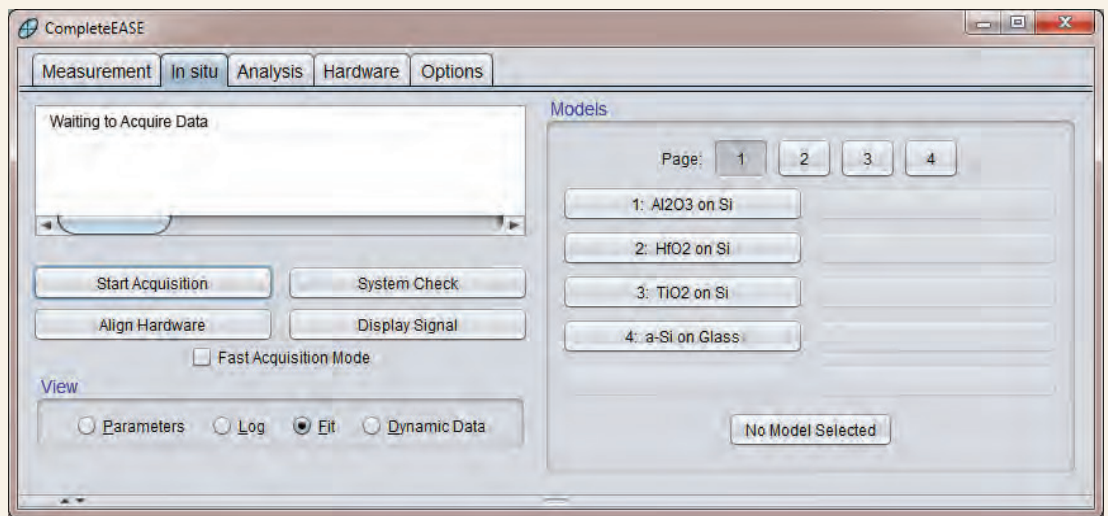 CompleteEASE
Measurement In situ Analysis Hardware Options
Waiting to Acquire Data
Start Acquisition System Check
Align Hardware Display Signal
Fast Acquisition Mode
View
Parameters Log Fit Dynamic Data
Models
Page: 1 2 3 4
1: Al2O3 on Si
2: HfO2 on Si
3: TiO2 on Si
4: a-Si on Glass
No Model Selected